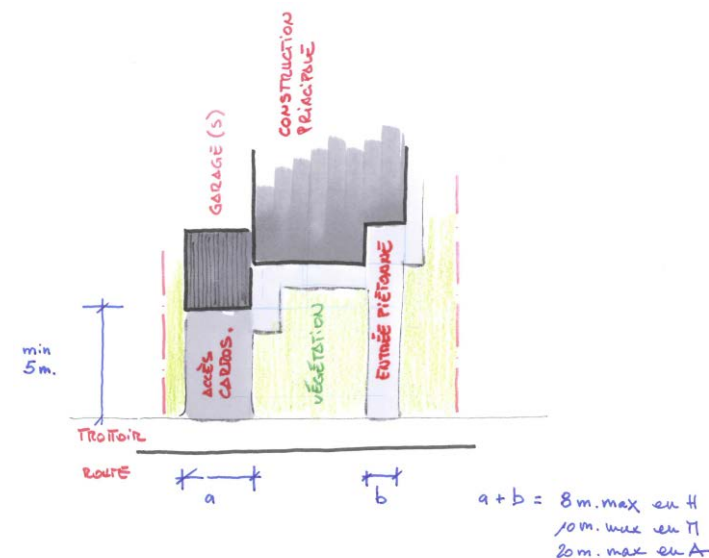 CONSTRUCTION
PRINCIPALE
GARAGE(S)
ACCÈS
CARROS.
VÉGÉTATION
ENTRÉE PIÉTONNE
min
5m.
TROTTOIR
ROUTE
a
b
a + b = 8 m. max en H
10 m. max en M
20 m. max en A